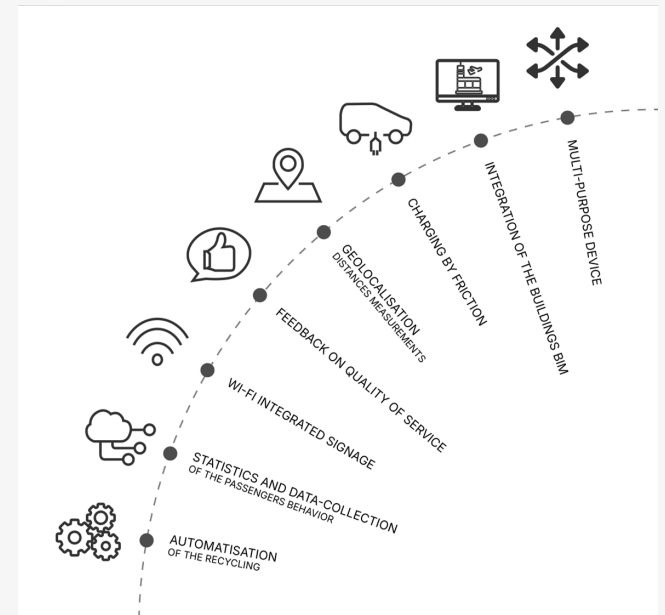 MULTI-PURPOSE DEVICE
INTEGRATION OF THE BUILDINGS BIM
CHARGING BY FRICTION
GEOLOCALISATION
DISTANCES MEASUREMENTS
FEEDBACK ON QUALITY OF SERVICE
WI-FI INTEGRATED SIGNAGE
STATISTICS AND DATA-COLLECTION
OF THE PASSENGERS BEHAVIOR
AUTOMATISATION
OF THE RECYCLING